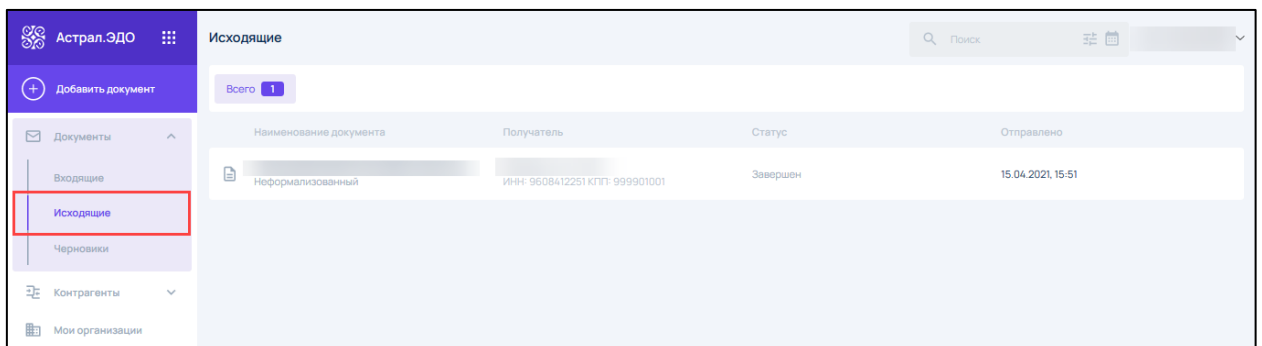 Астрал.ЭДО
Исходящие
Поиск
Добавить документ
Всего 1
Документы
Наименование документа Получатель Статус Отправлено
Входящие
Неформализованный
ИНН: 9608412251 КПП: 999901001
Завершен
15.04.2021, 15:51
Исходящие
Черновики
Контрагенты
Мои организации